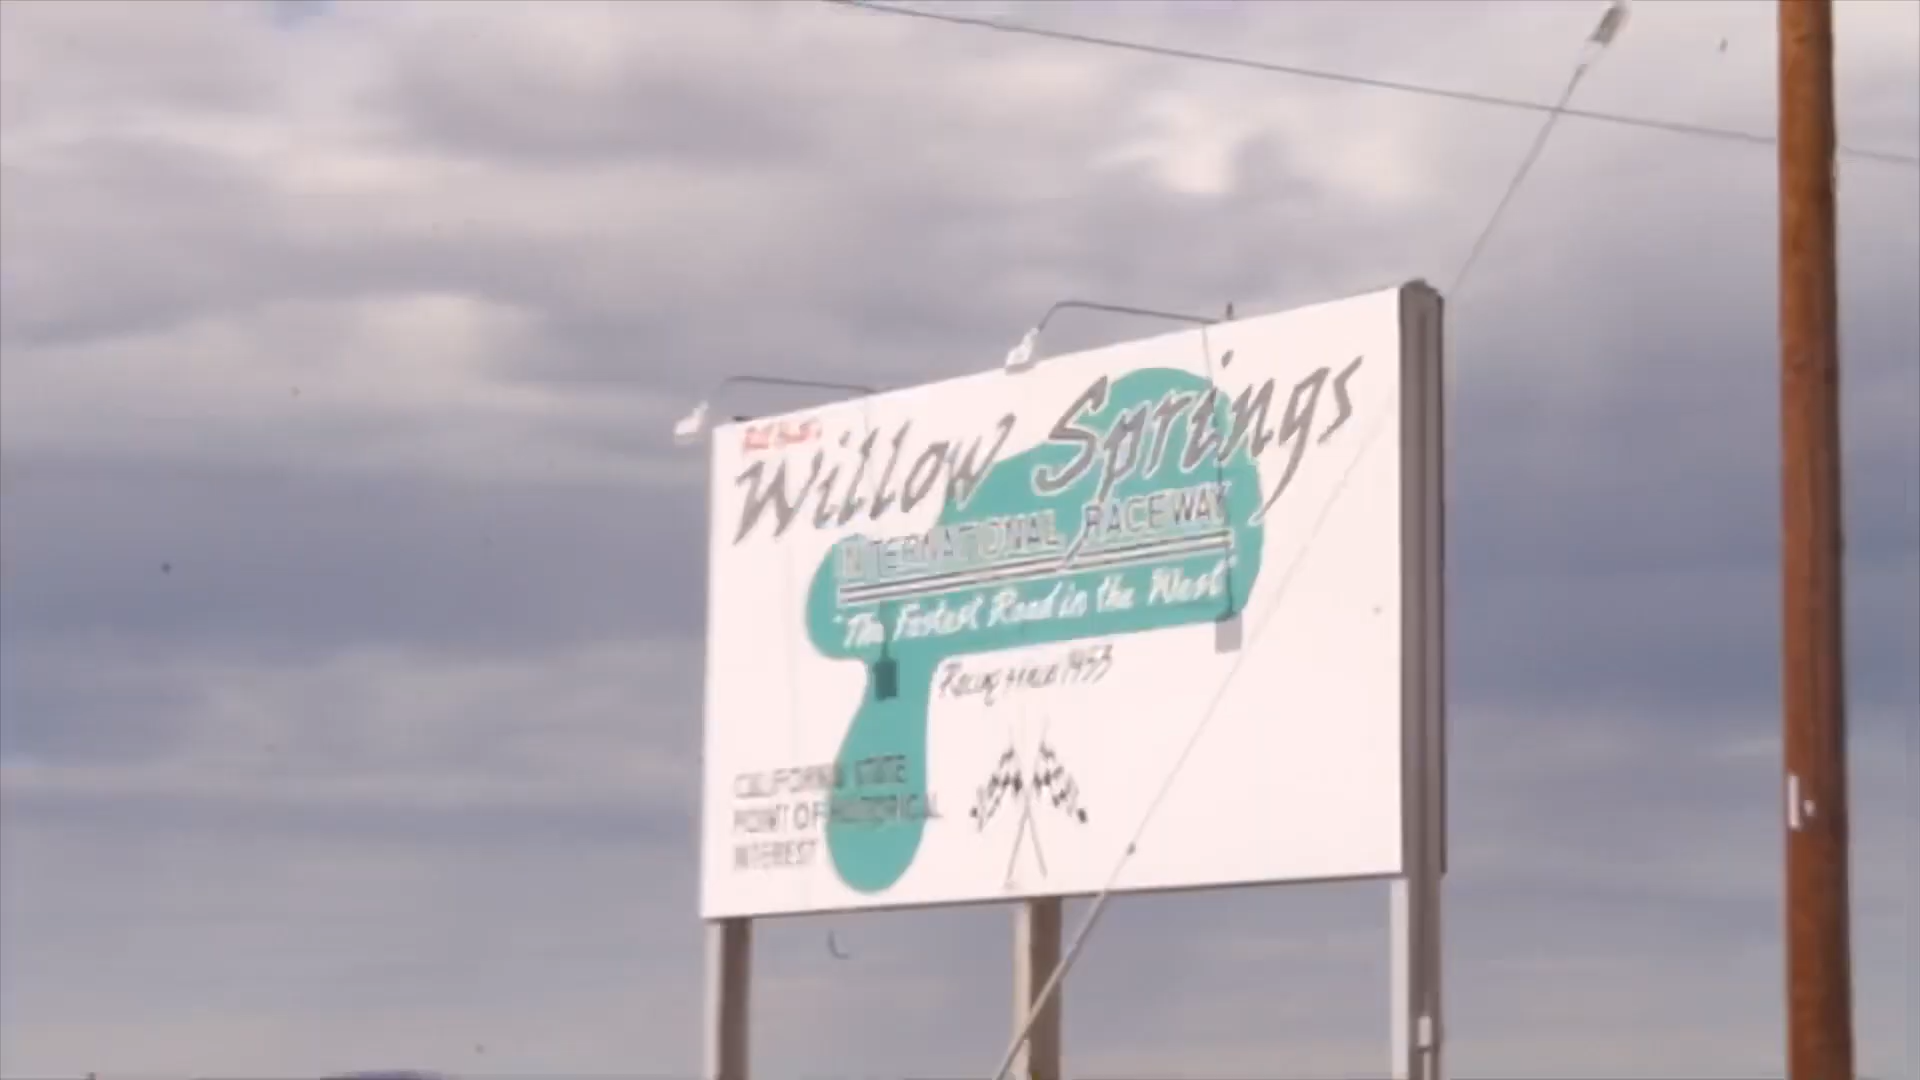 Willow Springs
INTERNATIONAL RACEWAY
"The Fastest Road in the West"
Racing since 1953
CALIFORNIA STATE
POINT OF HISTORICAL
INTEREST